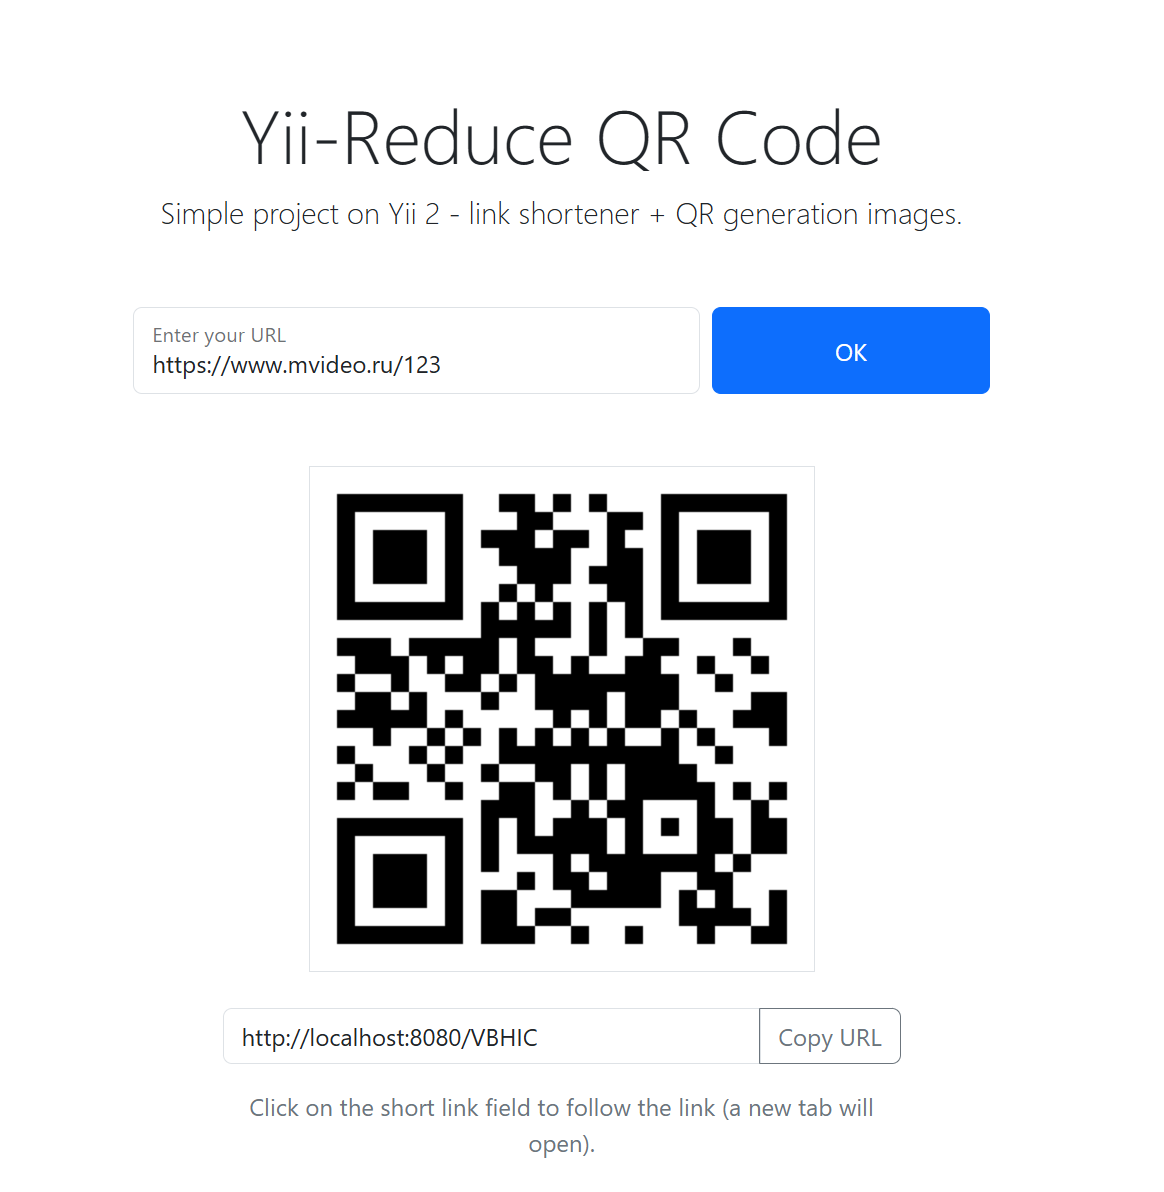 Yii-Reduce QR Code
Simple project on Yii 2 - link shortener + QR generation images.
Enter your URL
https://www.mvideo.ru/123
OK
http://localhost:8080/VBHIC
Copy URL
Click on the short link field to follow the link (a new tab will
open).